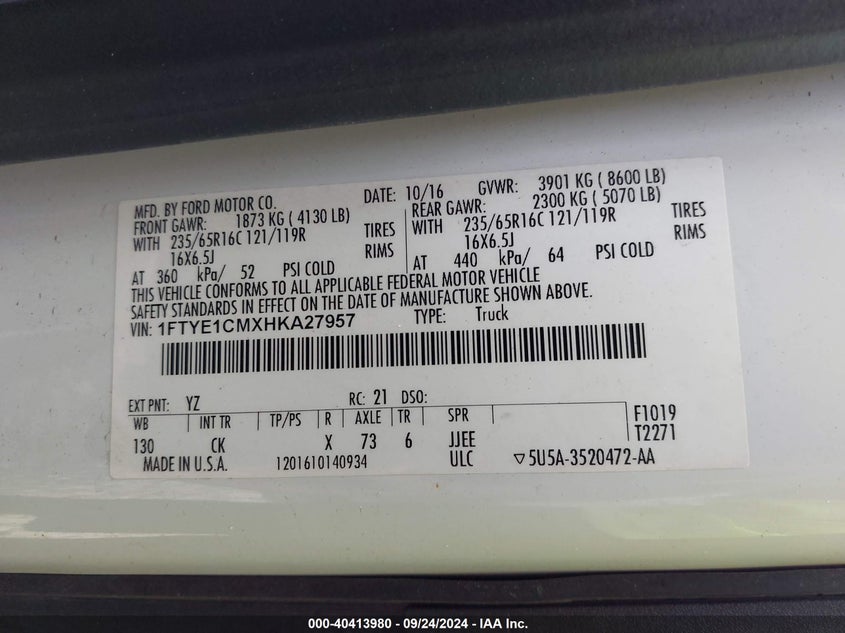 MFD. BY FORD MOTOR CO. DATE: 10/16 GVWR: 3901 KG ( 8600 LB)
FRONT GAWR: 1873 KG ( 4130 LB) REAR GAWR: 2300 KG ( 5070 LB)
WITH 235/65R16C 121/119R TIRES WITH 235/65R16C 121/119R TIRES
16X6.5J RIMS 16X6.5J RIMS
AT 360 kPa/ 52 PSI COLD AT 440 kPa/ 64 PSI COLD
THIS VEHICLE CONFORMS TO ALL APPLICABLE FEDERAL MOTOR VEHICLE
SAFETY STANDARDS IN EFFECT ON THE DATE OF MANUFACTURE SHOWN ABOVE.
VIN: 1FTYE1CMXHKA27957 TYPE: Truck
EXT PNT: YZ RC: 21 DSO:
WB INT TR TP/PS R AXLE TR SPR F1019
130 CK X 73 6 JJEE T2271
MADE IN U.S.A. 1201610140934 ULC ▽5U5A-3520472-AA
000-40413980 - 09/24/2024 - IAA Inc.